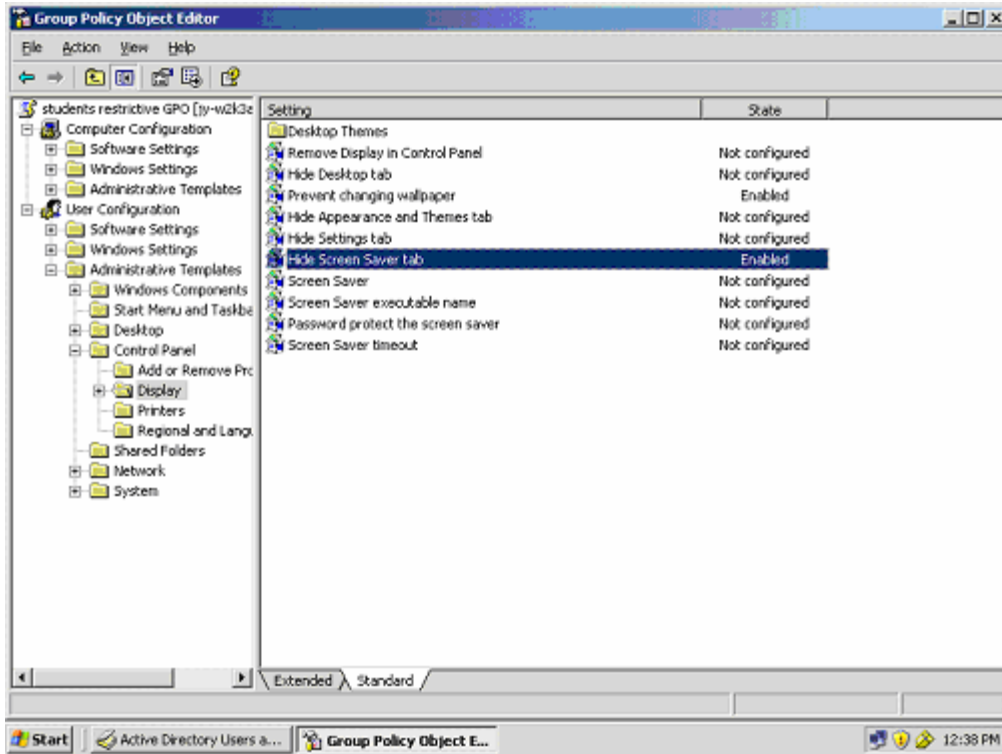 Group Policy Object Editor
File Action View Help
students restrictive GPO [jy-w2k3a
Computer Configuration
Software Settings
Windows Settings
Administrative Templates
User Configuration
Software Settings
Windows Settings
Administrative Templates
Windows Components
Start Menu and Taskba
Desktop
Control Panel
Add or Remove Pro
Display
Printers
Regional and Langu
Shared Folders
Network
System
Setting State
Desktop Themes
Remove Display in Control Panel Not configured
Hide Desktop tab Not configured
Prevent changing wallpaper Enabled
Hide Appearance and Themes tab Not configured
Hide Settings tab Not configured
Hide Screen Saver tab Enabled
Screen Saver Not configured
Screen Saver executable name Not configured
Password protect the screen saver Not configured
Screen Saver timeout Not configured
Extended Standard
Start Active Directory Users a... Group Policy Object E... 12:38 PM